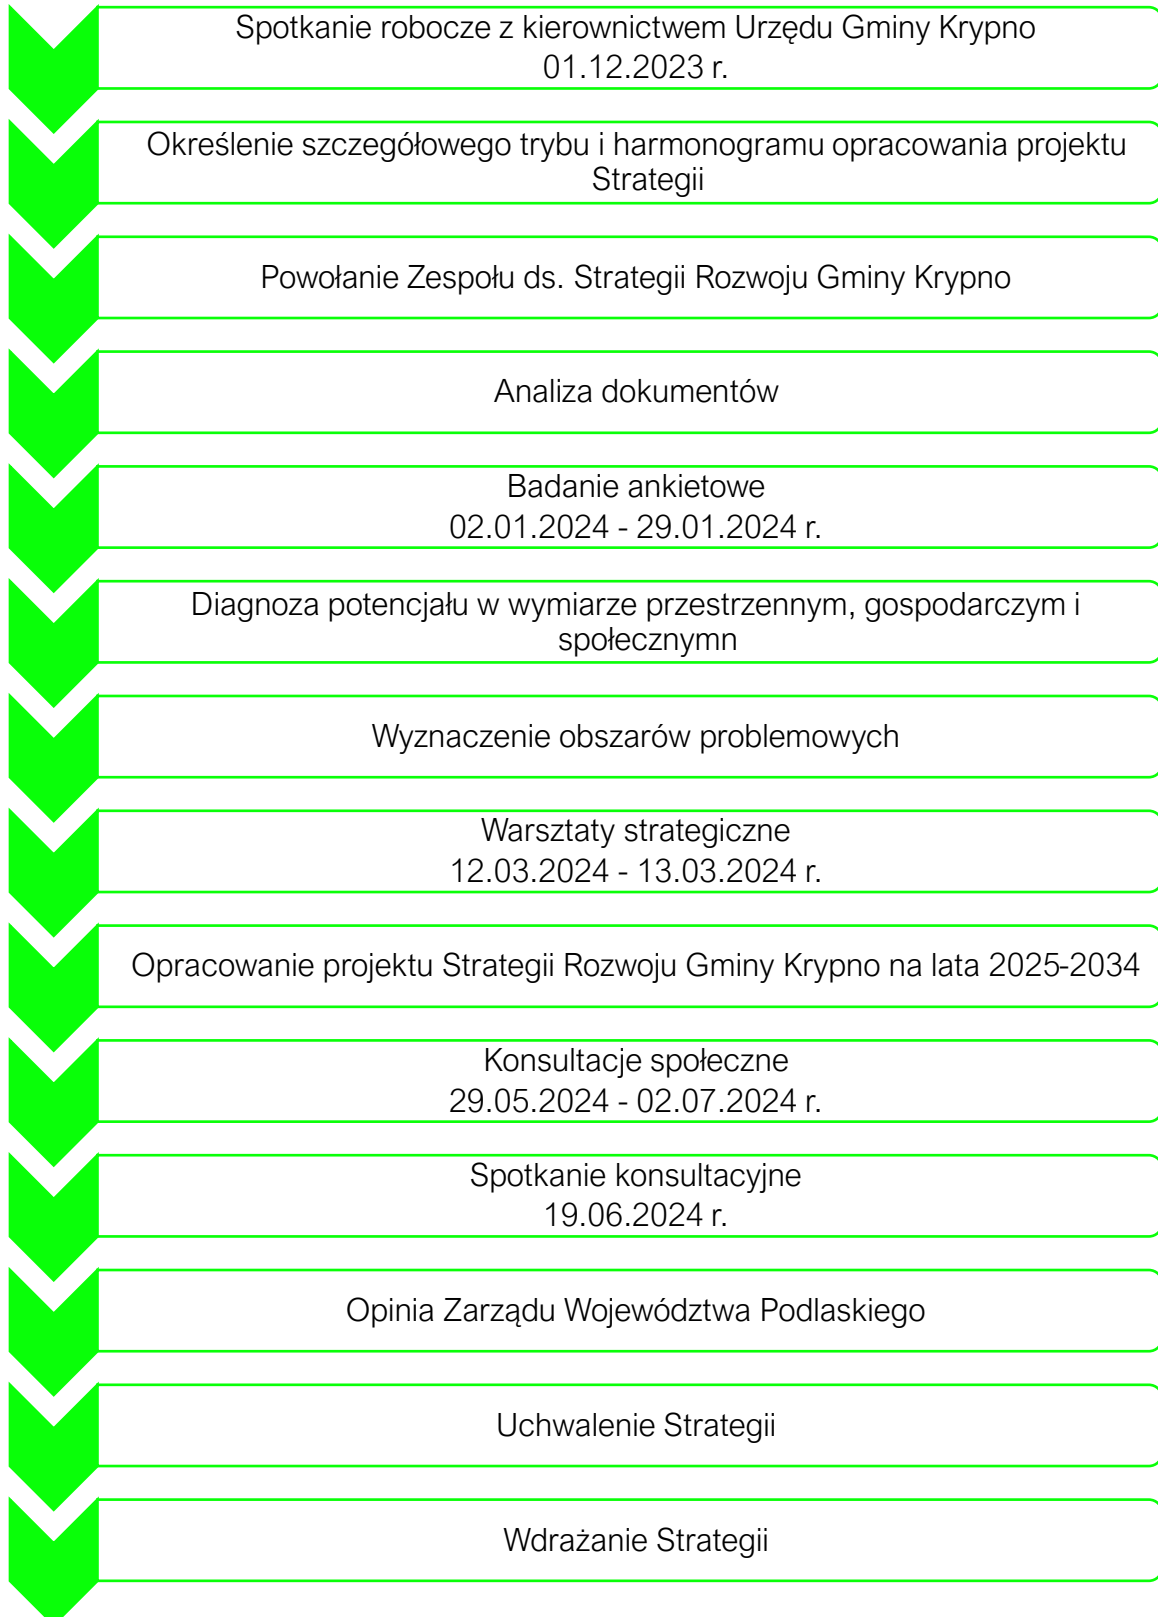 Spotkanie robocze z kierownictwem Urzędu Gminy Krypno
01.12.2023 r.
Określenie szczegółowego trybu i harmonogramu opracowania projektu
Strategii
Powołanie Zespołu ds. Strategii Rozwoju Gminy Krypno
Analiza dokumentów
Badanie ankietowe
02.01.2024 - 29.01.2024 r.
Diagnoza potencjału w wymiarze przestrzennym, gospodarczym i
społecznymn
Wyznaczenie obszarów problemowych
Warsztaty strategiczne
12.03.2024 - 13.03.2024 r.
Opracowanie projektu Strategii Rozwoju Gminy Krypno na lata 2025-2034
Konsultacje społeczne
29.05.2024 - 02.07.2024 r.
Spotkanie konsultacyjne
19.06.2024 r.
Opinia Zarządu Województwa Podlaskiego
Uchwalenie Strategii
Wdrażanie Strategii